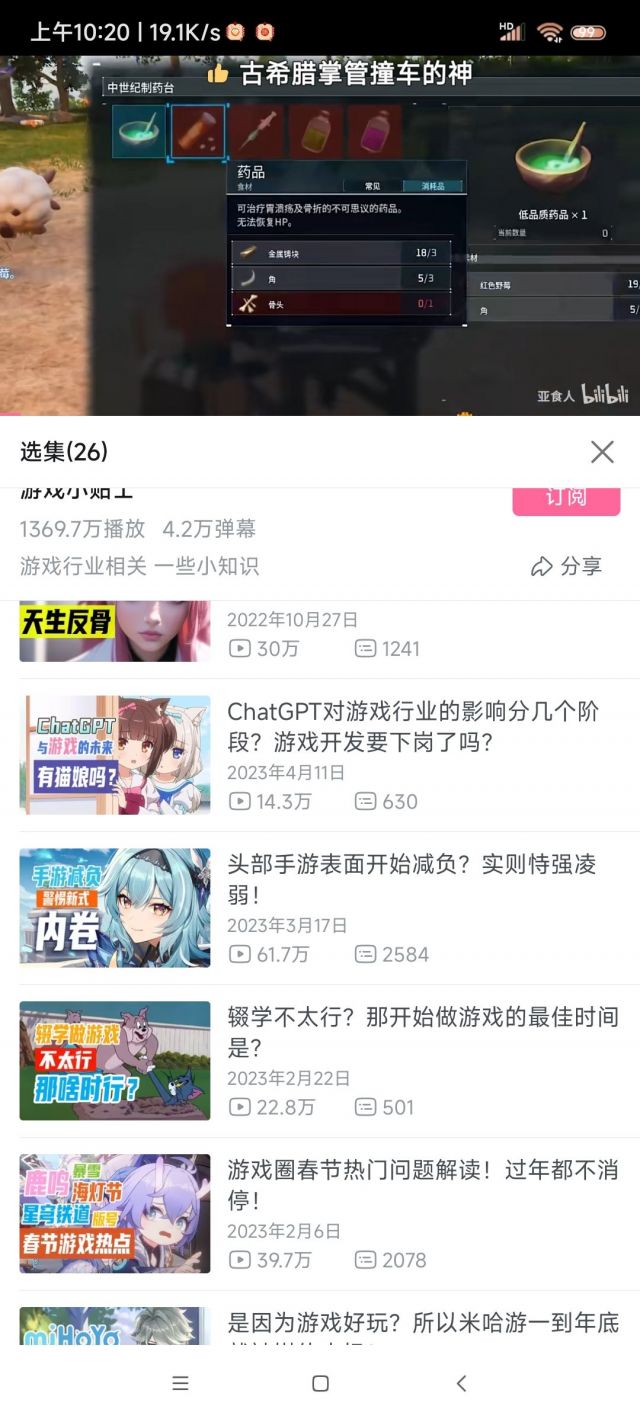 上午10:20 | 19.1K/s
HD
99
古希腊掌管撞车的神
中世纪制药台
药品
食材
常见
消耗品
可治疗胃溃疡及骨折的不可思议的药品。
无法恢复HP。
金属铸块
18/3
角
5/3
骨头
0/1
低品质药品 × 1
当前数量
0
素材
红色野莓
19
角
5/
莓。
亚食人 bilibili
选集(26)
游戏小贴士
订阅
1369.7万播放 4.2万弹幕
游戏行业相关 一些小知识
分享
天生反骨
2022年10月27日
30万 1241
ChatGPT
与游戏的未来
有猫娘吗?
ChatGPT对游戏行业的影响分几个阶
段?游戏开发要下岗了吗?
2023年4月11日
14.3万 630
手游减负
警惕新式
内卷
头部手游表面开始减负?实则恃强凌
弱!
2023年3月17日
61.7万 2584
辍学做游戏
不太行
那啥时行?
辍学不太行?那开始做游戏的最佳时间
是?
2023年2月22日
22.8万 501
暴雪
鹿鸣 海灯节
星穹铁道 版号
春节游戏热点
游戏圈春节热门问题解读!过年都不消
停!
2023年2月6日
39.7万 2078
miHoYo
是因为游戏好玩?所以米哈游一到年底